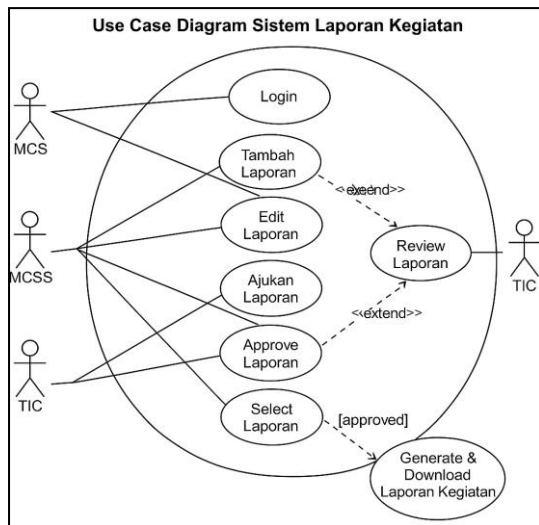 Use Case Diagram Sistem Laporan Kegiatan
MCS
Login
Tambah
Laporan
<<extend>>
MCSS
Edit
Laporan
Review
Laporan
TIC
Ajukan
Laporan
<<extend>>
TIC
Approve
Laporan
Select
Laporan
[approved]
Generate &
Download
Laporan Kegiatan